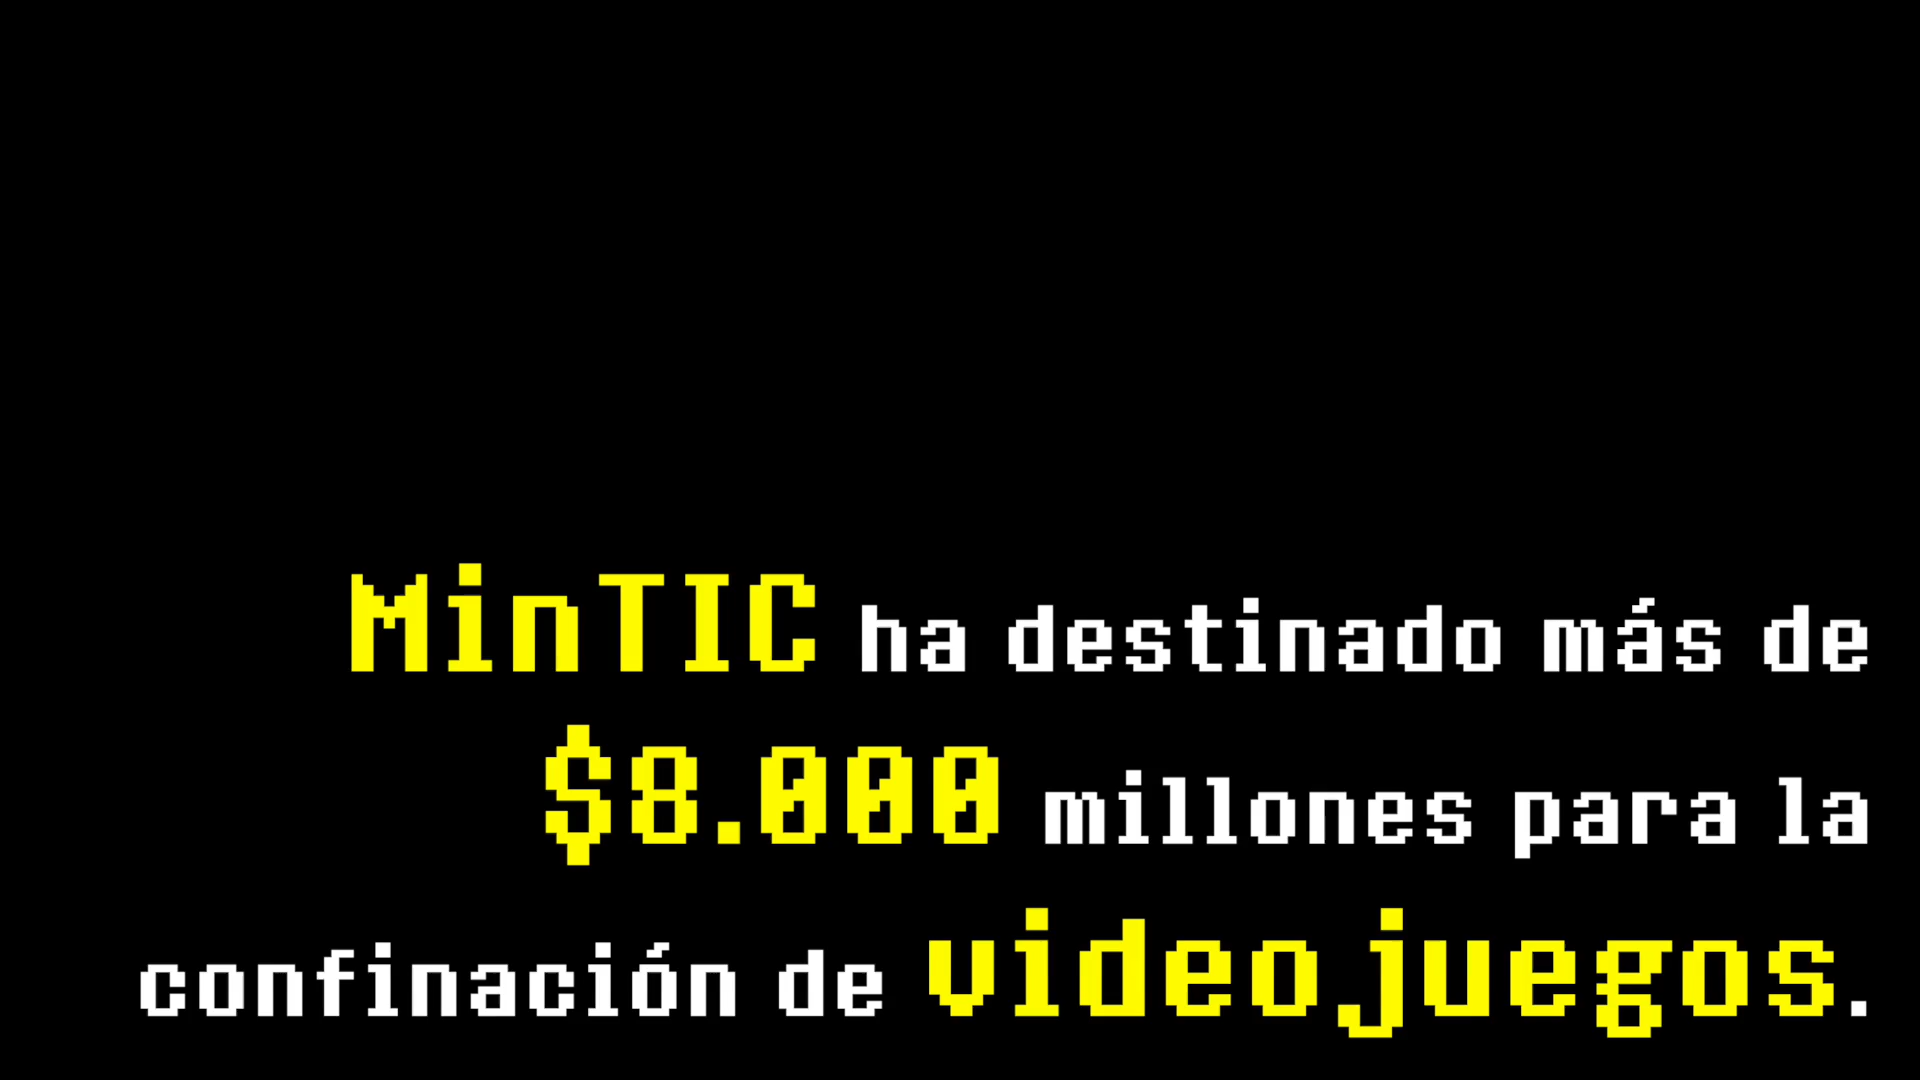 MinTIC ha destinado más de
$8.000 millones para la
confinación de videojuegos.